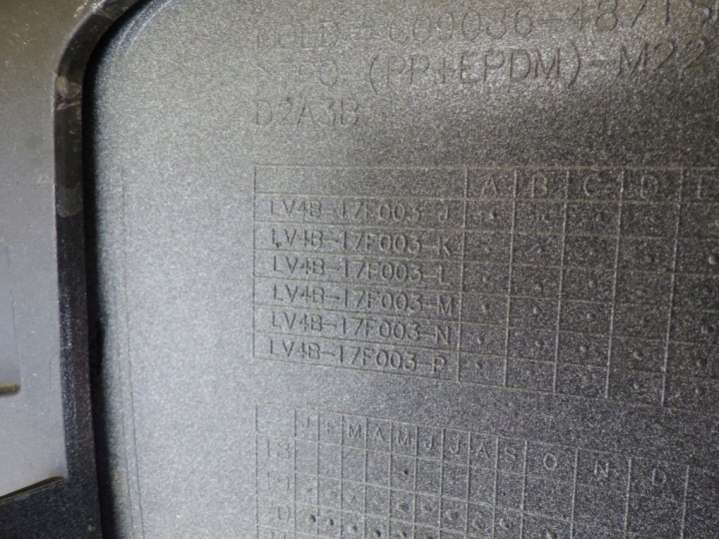 (PP+EPDM)-M22
D2A3B
A B C D
LV4B-17F003-J
LV4B-17F003-K
LV4B-17F003-L
LV4B-17F003-M
LV4B-17F003-N
LV4B-17F003-P
J F M A M J J A S O N D